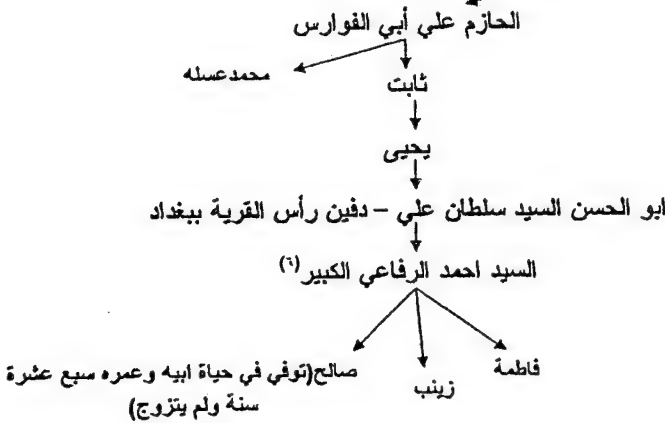 الحازم علي أبي الفوارس
محمدعسله
ثابت
يحيى
ابو الحسن السيد سلطان علي – دفين رأس القرية ببغداد
السيد احمد الرفاعي الكبير(٦)
فاطمة
زينب
صالح(توفي في حياة ابيه وعمره سبع عشرة
سنة ولم يتزوج)